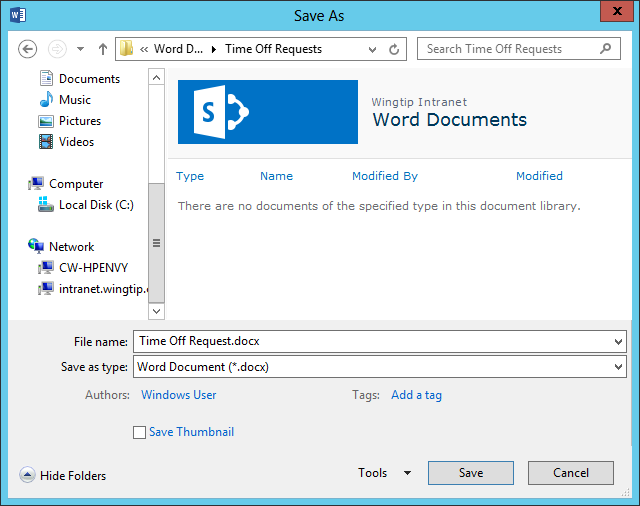 Save As
« Word D... Time Off Requests
Search Time Off Requests
Documents
Music
Pictures
Videos
Computer
Local Disk (C:)
Network
CW-HPENVY
intranet.wingtip.
Wingtip Intranet
Word Documents
Type Name Modified By Modified
There are no documents of the specified type in this document library.
File name: Time Off Request.docx
Save as type: Word Document (*.docx)
Authors: Windows User Tags: Add a tag
Save Thumbnail
Hide Folders Tools Save Cancel